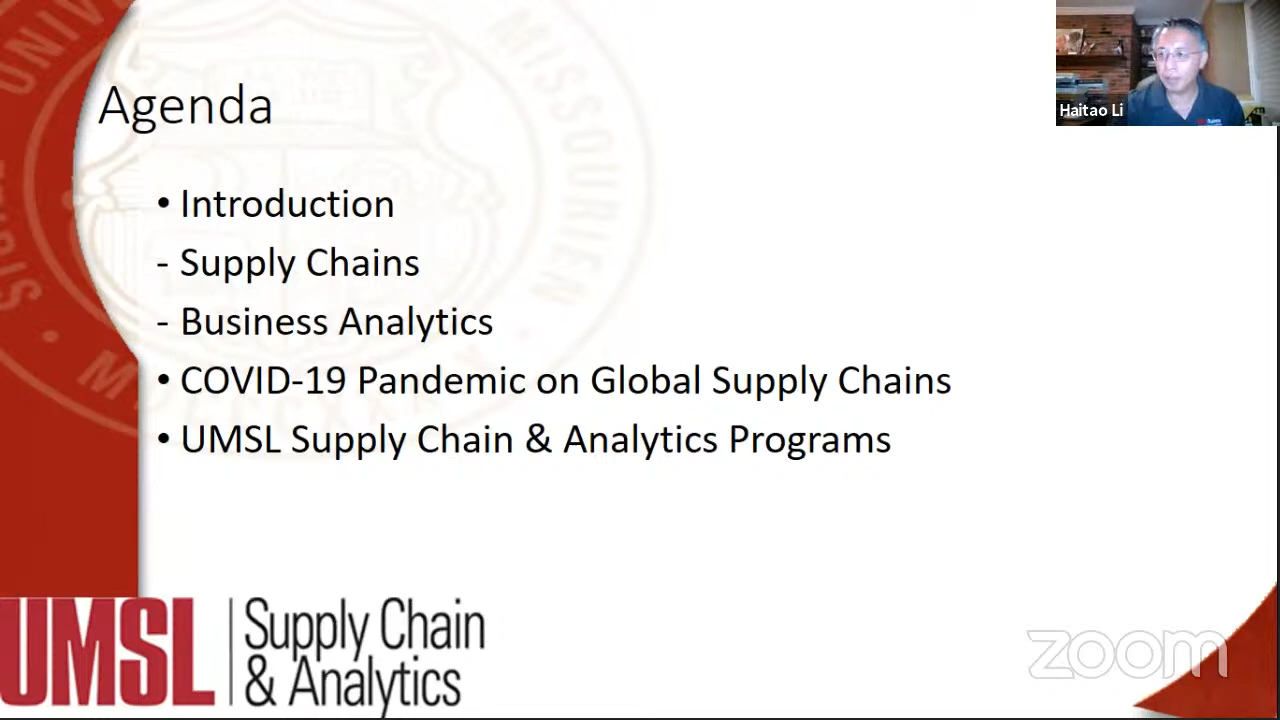 Agenda
Haitao Li
• Introduction
- Supply Chains
- Business Analytics
• COVID-19 Pandemic on Global Supply Chains
• UMSL Supply Chain & Analytics Programs
UMSL
Supply Chain
& Analytics
zoom